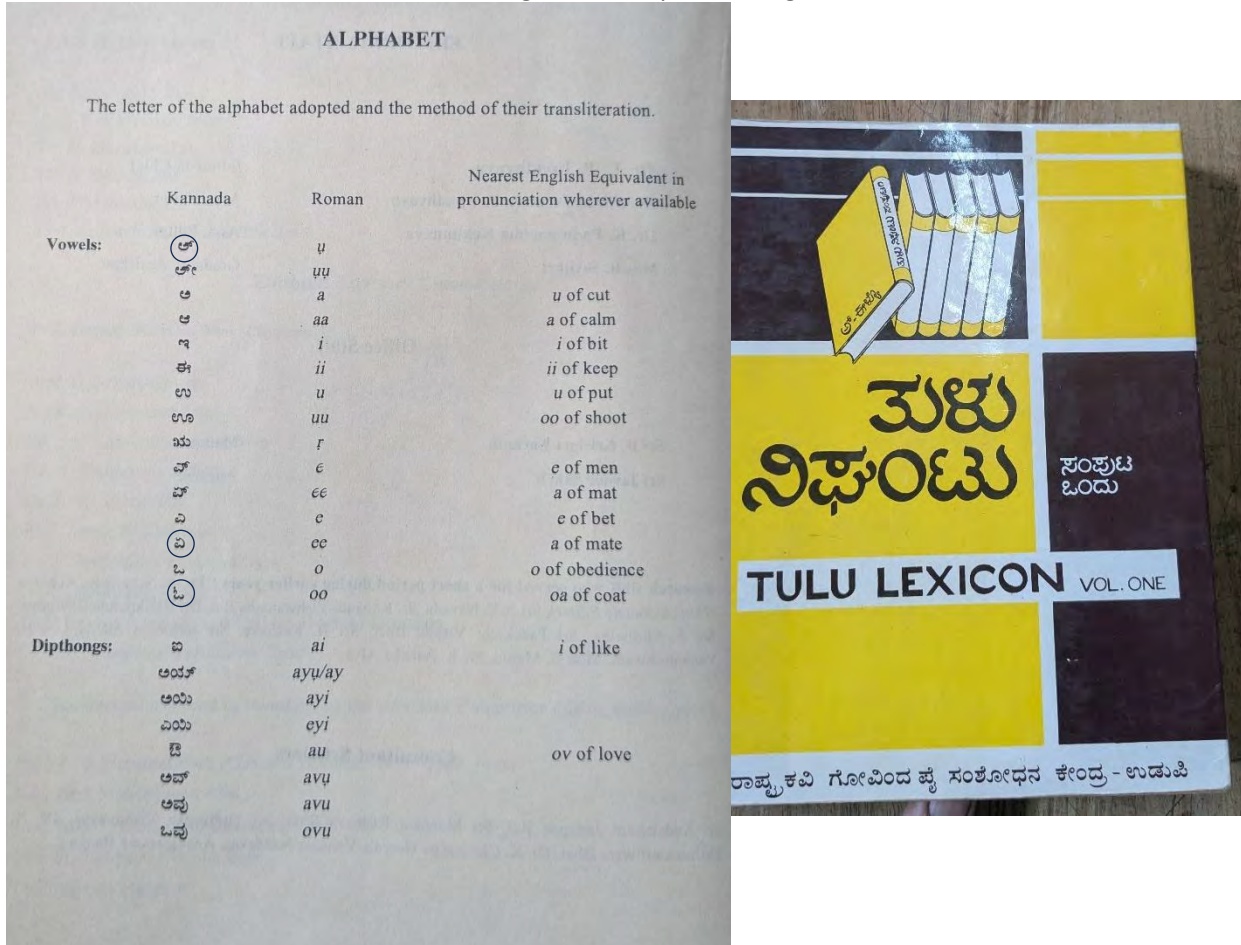 ALPHABET
The letter of the alphabet adopted and the method of their transliteration.
Kannada Roman Nearest English Equivalent in pronunciation wherever available
Vowels: ಅ್ ụ
ಅ್ೕ ụụ
ಅ a u of cut
ಆ aa a of calm
ಇ i i of bit
ಈ ii ii of keep
ಉ u u of put
ಊ uu oo of shoot
ಋ ṛ
ಎ್ ɛ e of men
ಏ್ ɛɛ a of mat
ಎ e e of bet
ಏ ee a of mate
ಒ o o of obedience
ಓ oo oa of coat
Dipthongs: ಐ ai i of like
ಅಯ್ ayụ/ay
ಅಯಿ ayi
ಎಯಿ eyi
ಔ au ov of love
ಅವ್ avụ
ಅವು avu
ಒವು ovu
ತುಳು
ನಿಘಂಟು
ಸಂಪುಟ
ಒಂದು
TULU LEXICON VOL. ONE
ರಾಷ್ಟ್ರಕವಿ ಗೋವಿಂದ ಪೈ ಸಂಶೋಧನ ಕೇಂದ್ರ - ಉಡುಪಿ